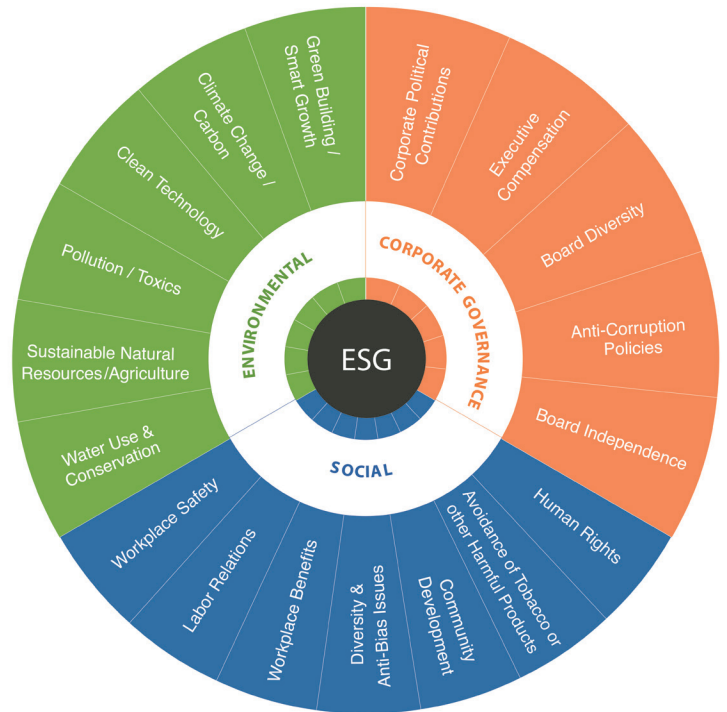 Green Building /
Smart Growth
Climate Change /
Carbon
Clean Technology
Pollution / Toxics
Sustainable Natural
Resources/Agriculture
Water Use &
Conservation
ENVIRONMENTAL
Corporate Political
Contributions
Executive
Compensation
Board Diversity
Anti-Corruption
Policies
Board Independence
CORPORATE GOVERNANCE
ESG
SOCIAL
Workplace Safety
Labor Relations
Workplace Benefits
Diversity &
Anti-Bias Issues
Community
Development
Avoidance of Tobacco or
other Harmful Products
Human Rights